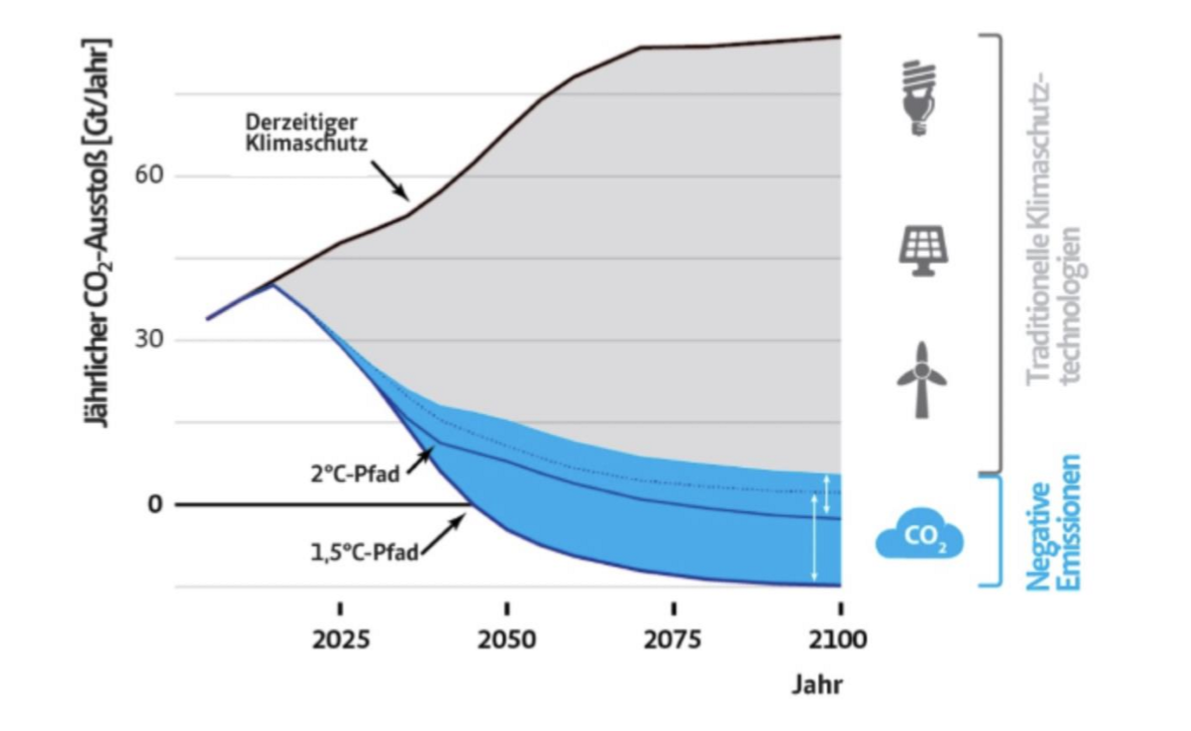 Jährlicher CO₂-Ausstoß [Gt/Jahr]
Derzeitiger
Klimaschutz
60
30
0
2°C-Pfad
1,5°C-Pfad
2025
2050
2075
2100
Jahr
Traditionelle Klimaschutz-
technologien
CO₂
Negative
Emissionen